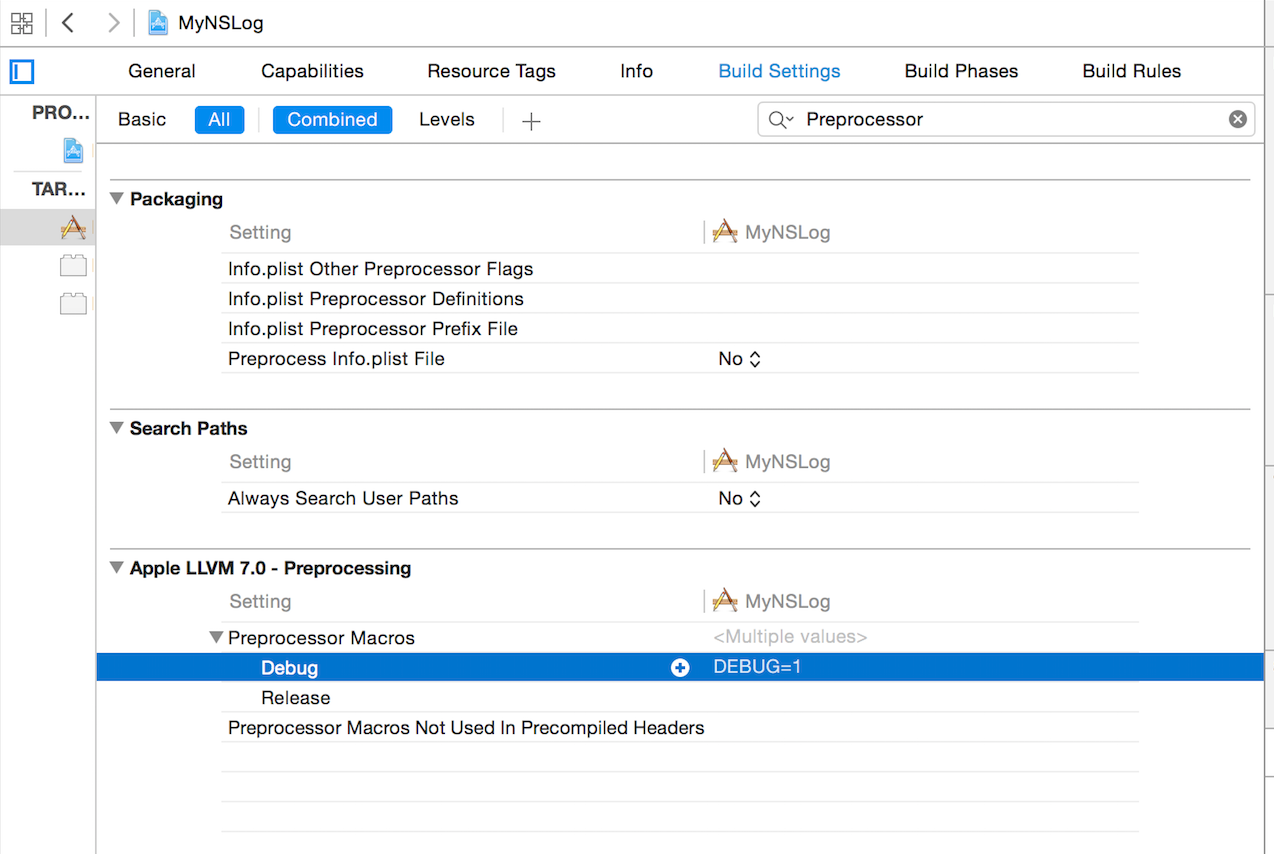 MyNSLog
General Capabilities Resource Tags Info Build Settings Build Phases Build Rules
PRO...
TAR...
Basic All Combined Levels + Preprocessor
Packaging
Setting MyNSLog
Info.plist Other Preprocessor Flags
Info.plist Preprocessor Definitions
Info.plist Preprocessor Prefix File
Preprocess Info.plist File No
Search Paths
Setting MyNSLog
Always Search User Paths No
Apple LLVM 7.0 - Preprocessing
Setting MyNSLog
Preprocessor Macros <Multiple values>
Debug DEBUG=1
Release
Preprocessor Macros Not Used In Precompiled Headers